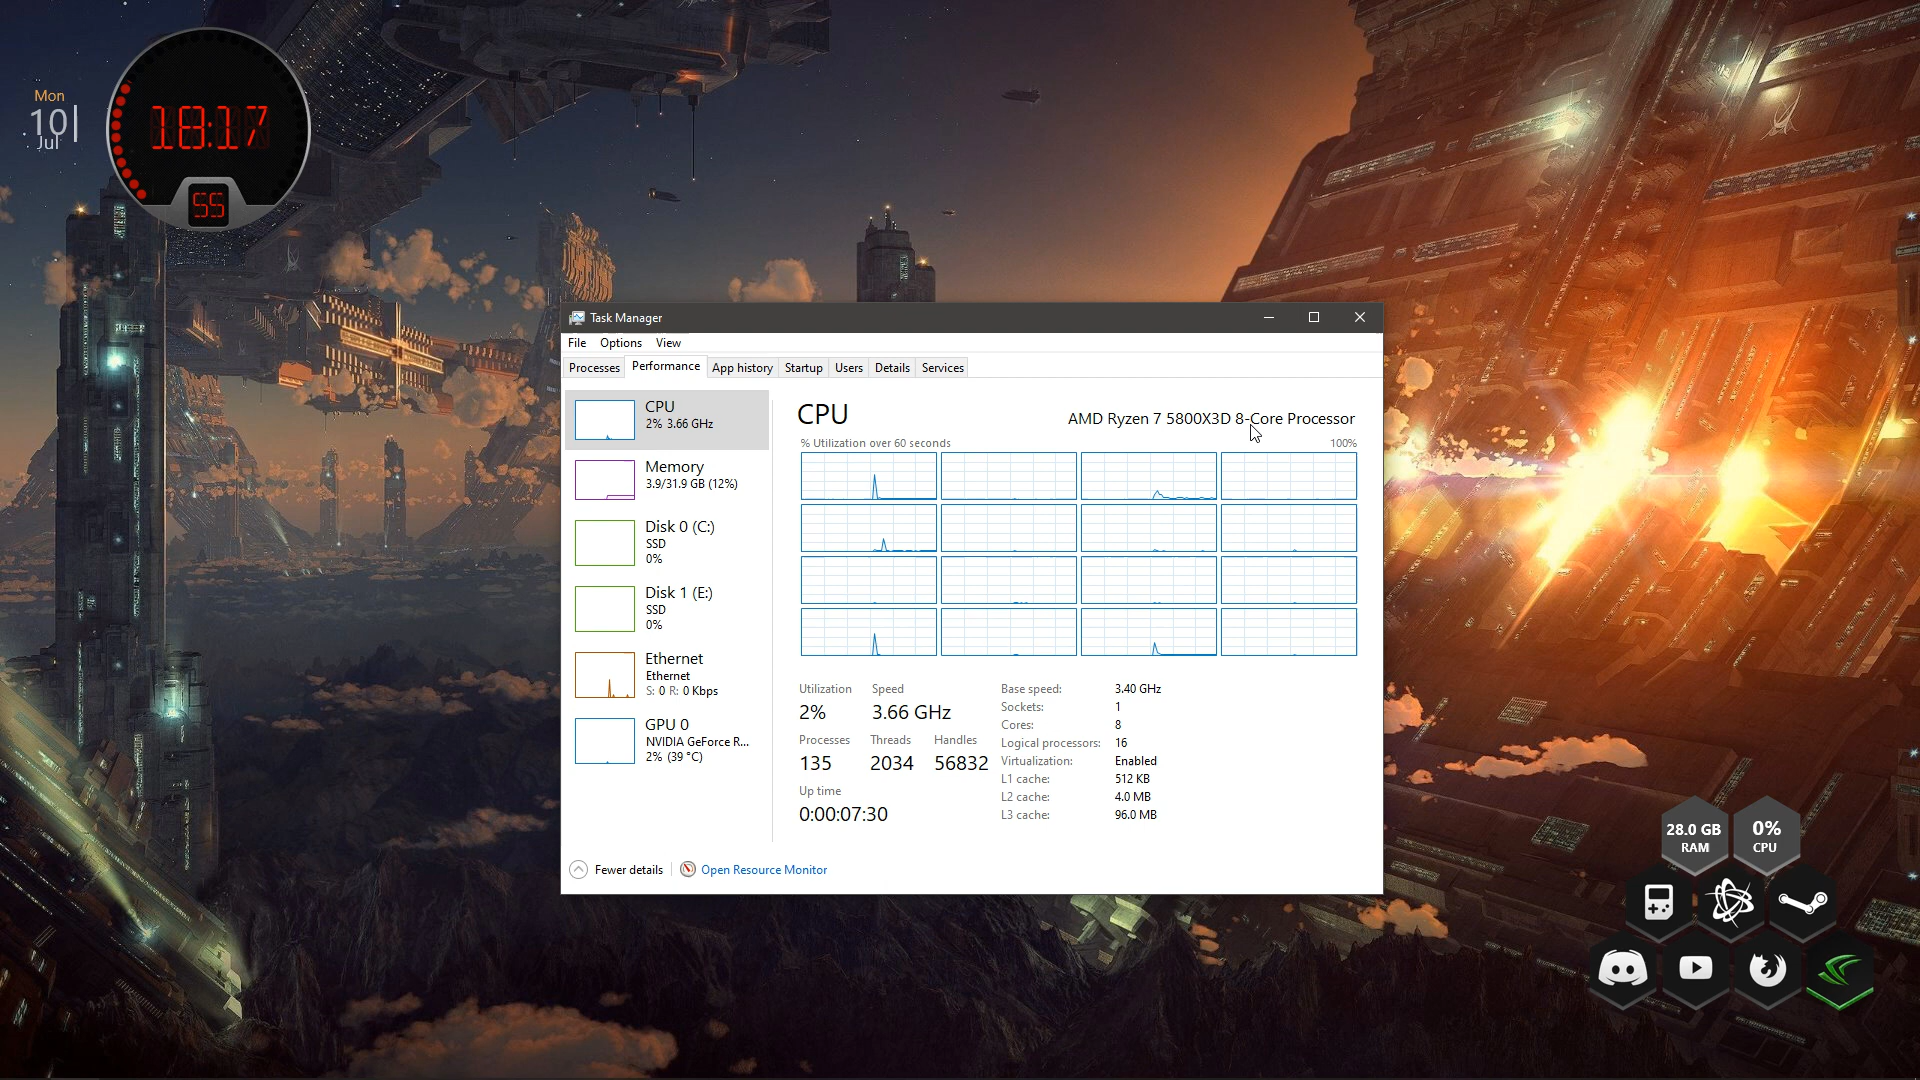 Mon
10
Jul
18:17
55
Task Manager
File Options View
Processes Performance App history Startup Users Details Services
CPU
2% 3.66 GHz
Memory
3.9/31.9 GB (12%)
Disk 0 (C:)
SSD
0%
Disk 1 (E:)
SSD
0%
Ethernet
Ethernet
S: 0 R: 0 Kbps
GPU 0
NVIDIA GeForce R...
2% (39 °C)
CPU
AMD Ryzen 7 5800X3D 8-Core Processor
% Utilization over 60 seconds 100%
Utilization Speed
2% 3.66 GHz
Processes Threads Handles
135 2034 56832
Up time
0:00:07:30
Base speed: 3.40 GHz
Sockets: 1
Cores: 8
Logical processors: 16
Virtualization: Enabled
L1 cache: 512 KB
L2 cache: 4.0 MB
L3 cache: 96.0 MB
Fewer details Open Resource Monitor
28.0 GB
RAM
0%
CPU